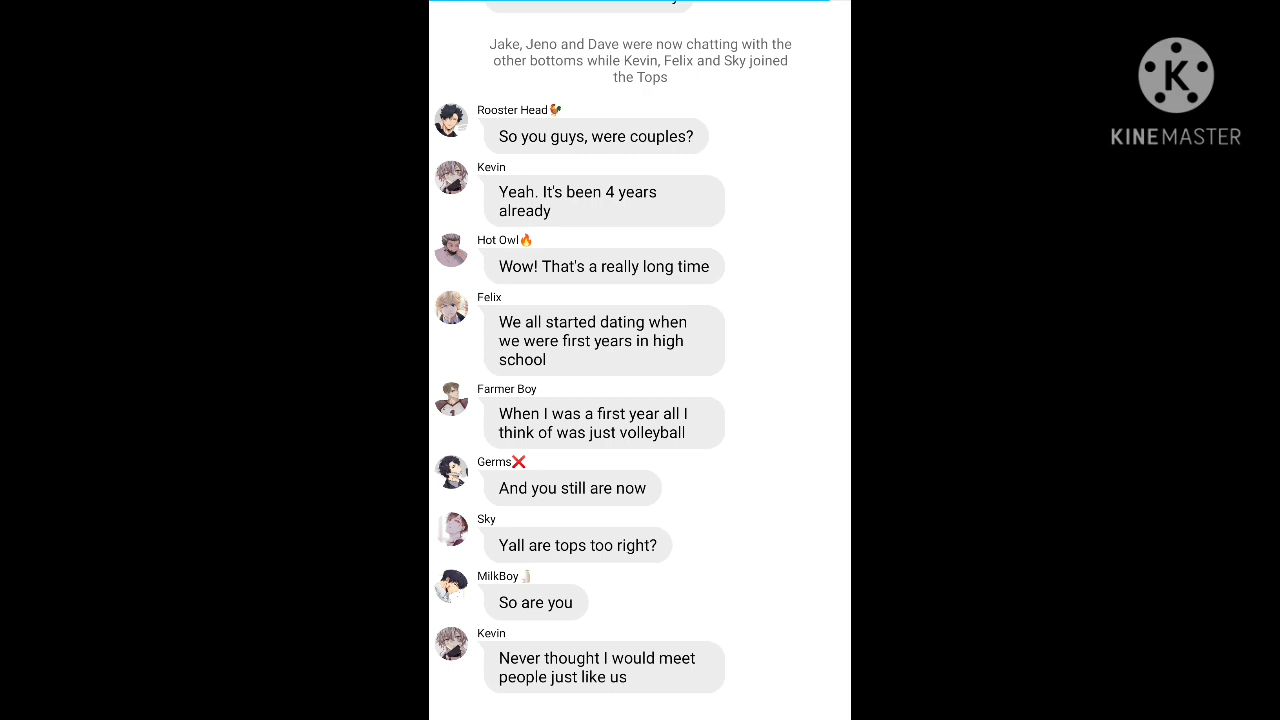 Jake, Jeno and Dave were now chatting with the
other bottoms while Kevin, Felix and Sky joined
the Tops
Rooster Head🐓
So you guys, were couples?
Kevin
Yeah. It's been 4 years
already
Hot Owl🔥
Wow! That's a really long time
Felix
We all started dating when
we were first years in high
school
Farmer Boy
When I was a first year all I
think of was just volleyball
Germs❌
And you still are now
Sky
Yall are tops too right?
MilkBoy🥛
So are you
Kevin
Never thought I would meet
people just like us
K
KINEMASTER